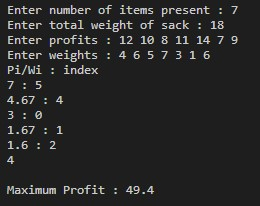 Enter number of items present : 7
Enter total weight of sack : 18
Enter profits : 12 10 8 11 14 7 9
Enter weights : 4 6 5 7 3 1 6
Pi/Wi : index
7 : 5
4.67 : 4
3 : 0
1.67 : 1
1.6 : 2
4
Maximum Profit : 49.4